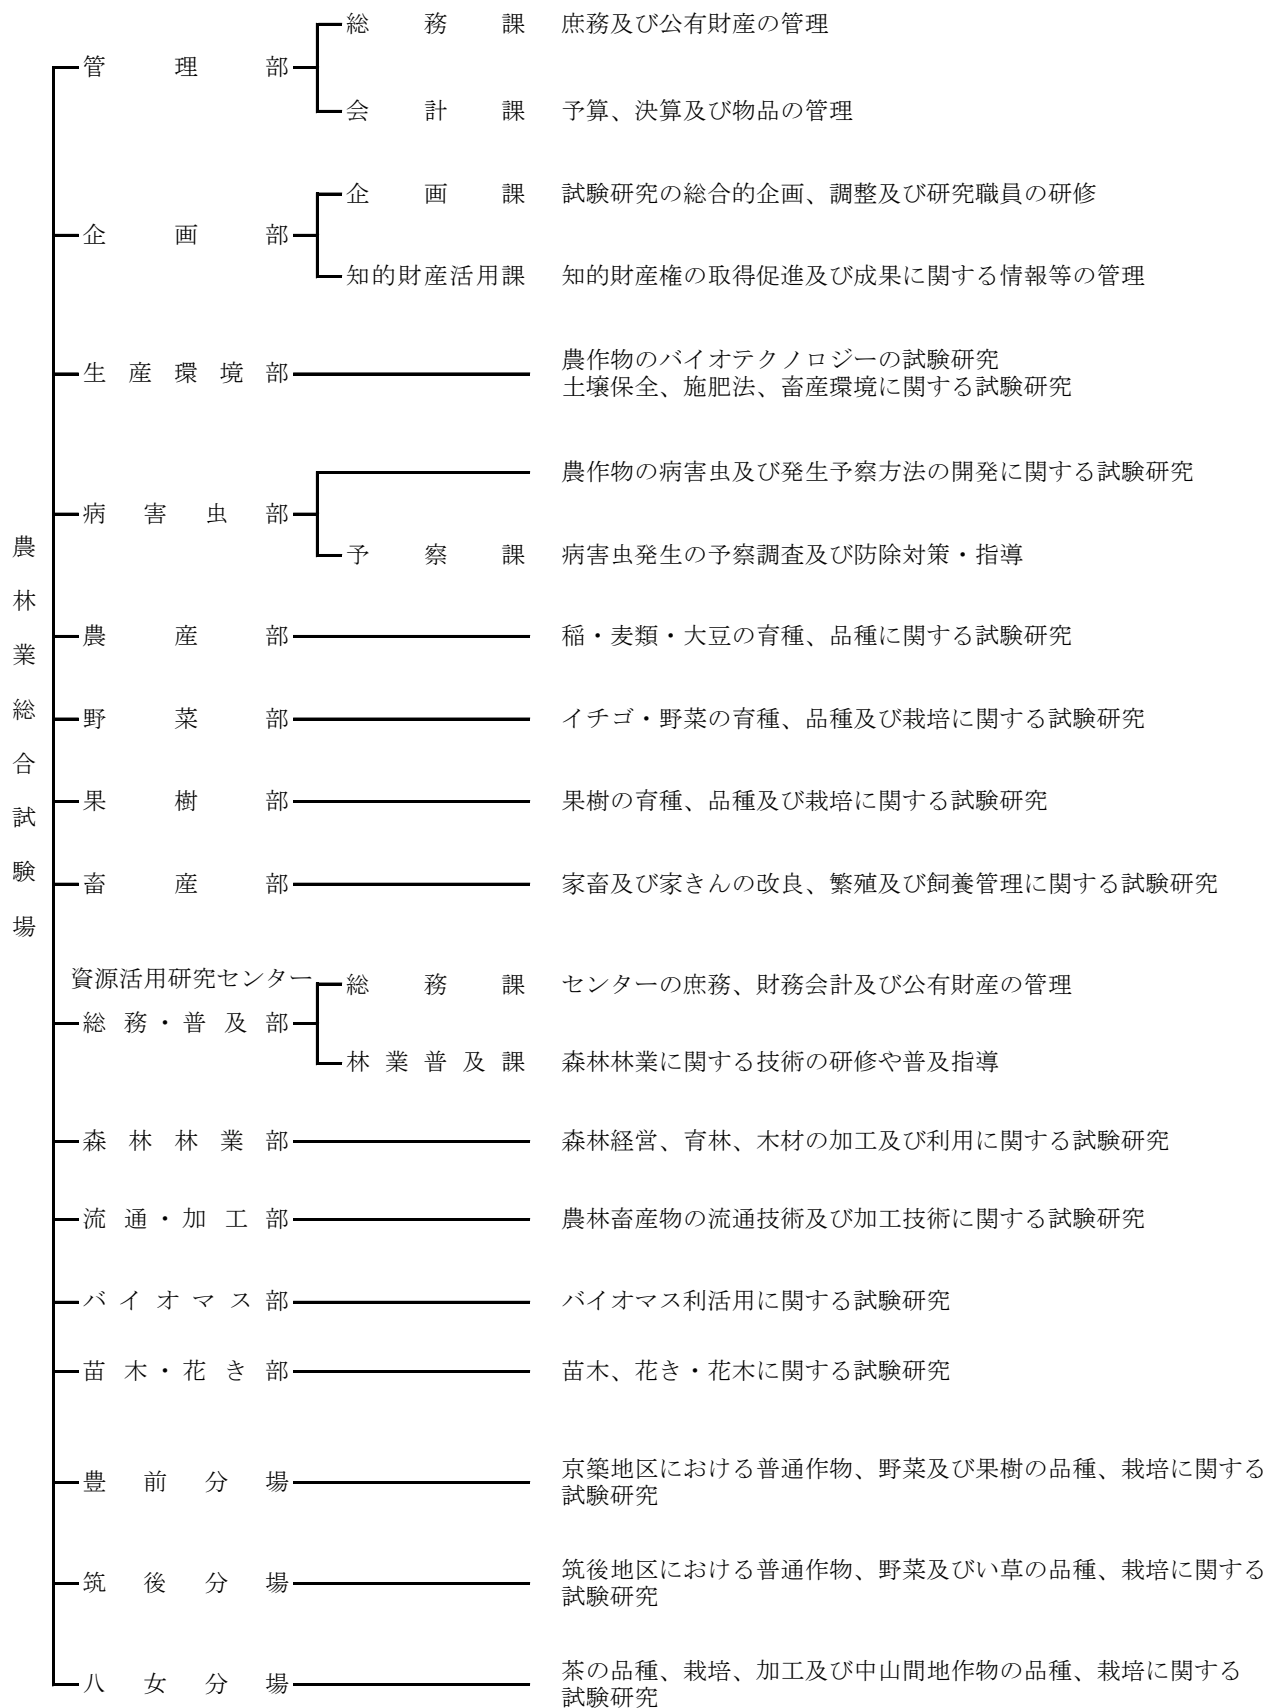 農林業総合試験場
管理部
総務課 庶務及び公有財産の管理
会計課 予算、決算及び物品の管理
企画部
企画課 試験研究の総合的企画、調整及び研究職員の研修
知的財産活用課 知的財産権の取得促進及び成果に関する情報等の管理
生産環境部
農作物のバイオテクノロジーの試験研究
土壌保全、施肥法、畜産環境に関する試験研究
病害虫部
農作物の病害虫及び発生予察方法の開発に関する試験研究
予察課 病害虫発生の予察調査及び防除対策・指導
農産部 稲・麦類・大豆の育種、品種に関する試験研究
野菜部 イチゴ・野菜の育種、品種及び栽培に関する試験研究
果樹部 果樹の育種、品種及び栽培に関する試験研究
畜産部 家畜及び家きんの改良、繁殖及び飼養管理に関する試験研究
資源活用研究センター
総務・普及部
総務課 センターの庶務、財務会計及び公有財産の管理
林業普及課 森林林業に関する技術の研修や普及指導
森林林業部 森林経営、育林、木材の加工及び利用に関する試験研究
流通・加工部 農林畜産物の流通技術及び加工技術に関する試験研究
バイオマス部 バイオマス利活用に関する試験研究
苗木・花き部 苗木、花き・花木に関する試験研究
豊前分場 京築地区における普通作物、野菜及び果樹の品種、栽培に関する
試験研究
筑後分場 筑後地区における普通作物、野菜及びい草の品種、栽培に関する
試験研究
八女分場 茶の品種、栽培、加工及び中山間地作物の品種、栽培に関する
試験研究